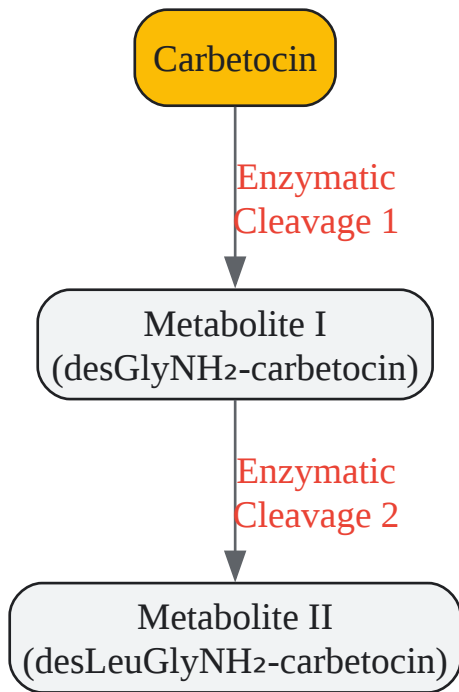 Carbetocin
Enzymatic
Cleavage 1
Metabolite I
(desGlyNH₂-carbetocin)
Enzymatic
Cleavage 2
Metabolite II
(desLeuGlyNH₂-carbetocin)